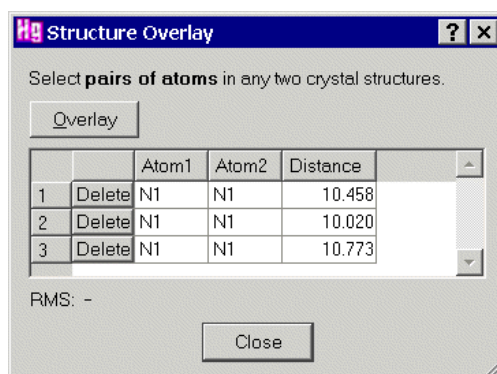 Hg Structure Overlay ? ×
Select pairs of atoms in any two crystal structures.
Overlay
Atom1 Atom2 Distance
1 Delete N1 N1 10.458
2 Delete N1 N1 10.020
3 Delete N1 N1 10.773
RMS: -
Close